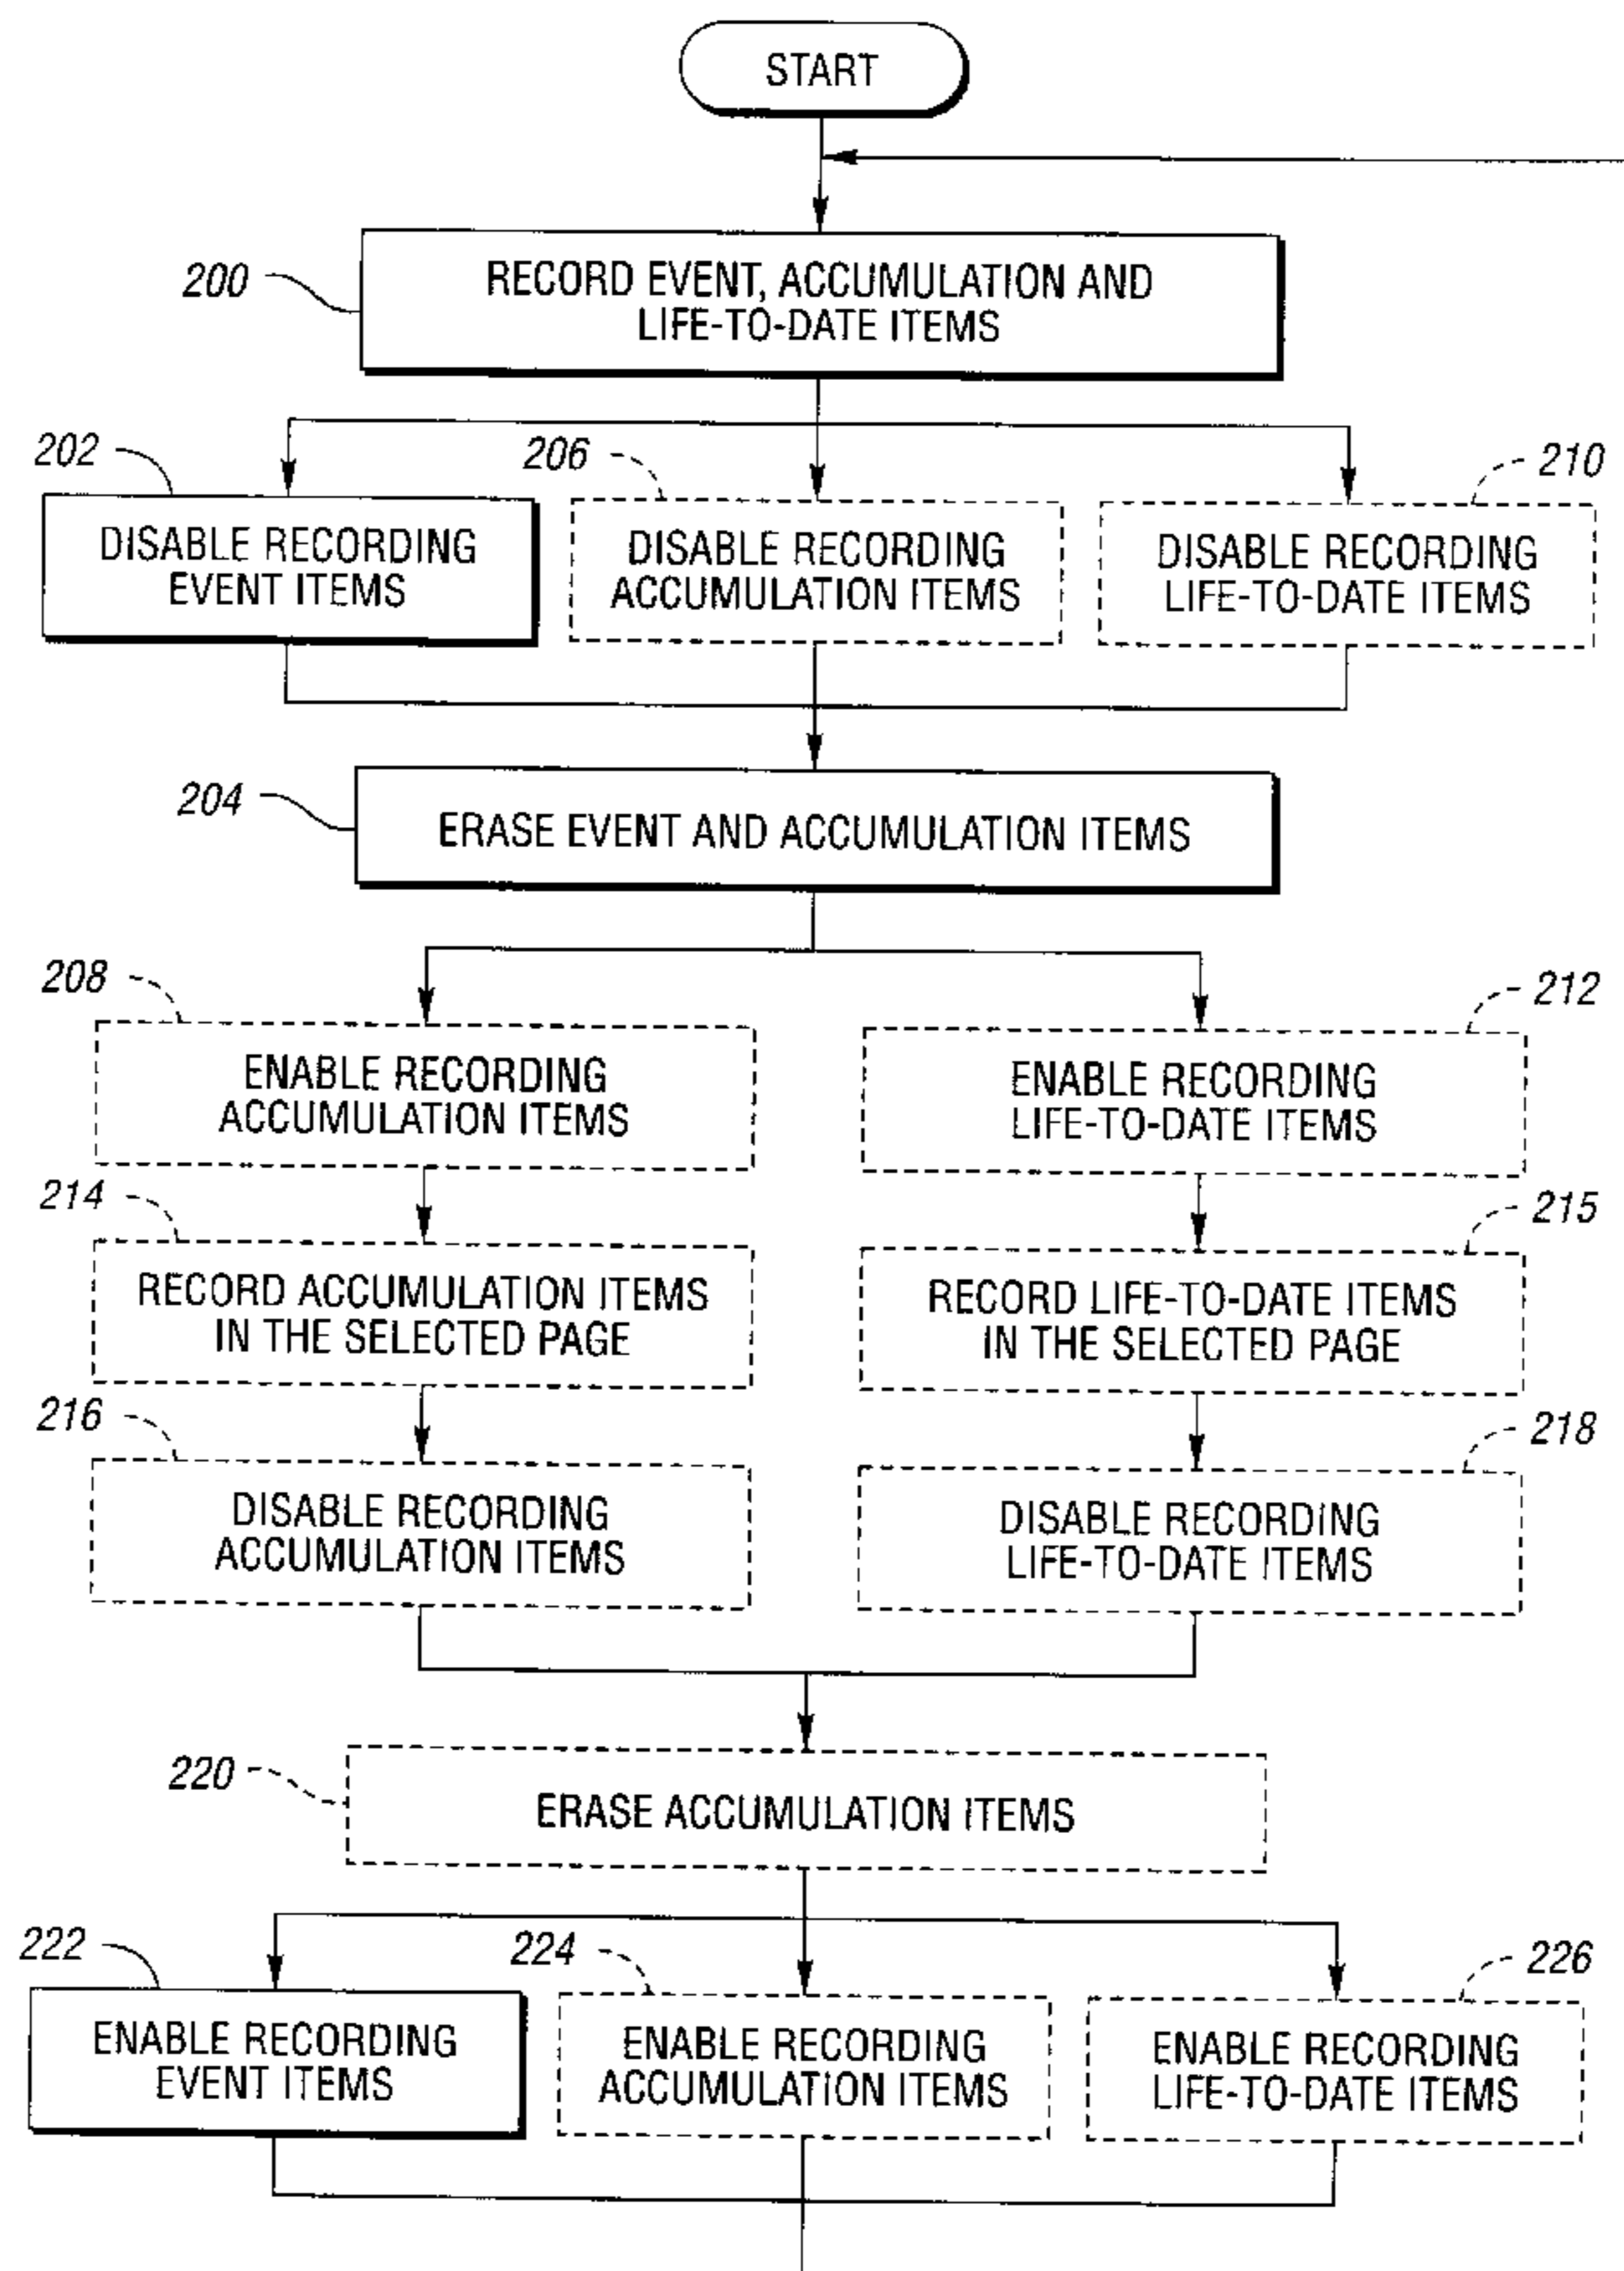 START
200
RECORD EVENT, ACCUMULATION AND
LIFE-TO-DATE ITEMS
202
DISABLE RECORDING
EVENT ITEMS
206
DISABLE RECORDING
ACCUMULATION ITEMS
210
DISABLE RECORDING
LIFE-TO-DATE ITEMS
204
ERASE EVENT AND ACCUMULATION ITEMS
208
ENABLE RECORDING
ACCUMULATION ITEMS
212
ENABLE RECORDING
LIFE-TO-DATE ITEMS
214
RECORD ACCUMULATION ITEMS
IN THE SELECTED PAGE
215
RECORD LIFE-TO-DATE ITEMS
IN THE SELECTED PAGE
216
DISABLE RECORDING
ACCUMULATION ITEMS
218
DISABLE RECORDING
LIFE-TO-DATE ITEMS
220
ERASE ACCUMULATION ITEMS
222
ENABLE RECORDING
EVENT ITEMS
224
ENABLE RECORDING
ACCUMULATION ITEMS
226
ENABLE RECORDING
LIFE-TO-DATE ITEMS